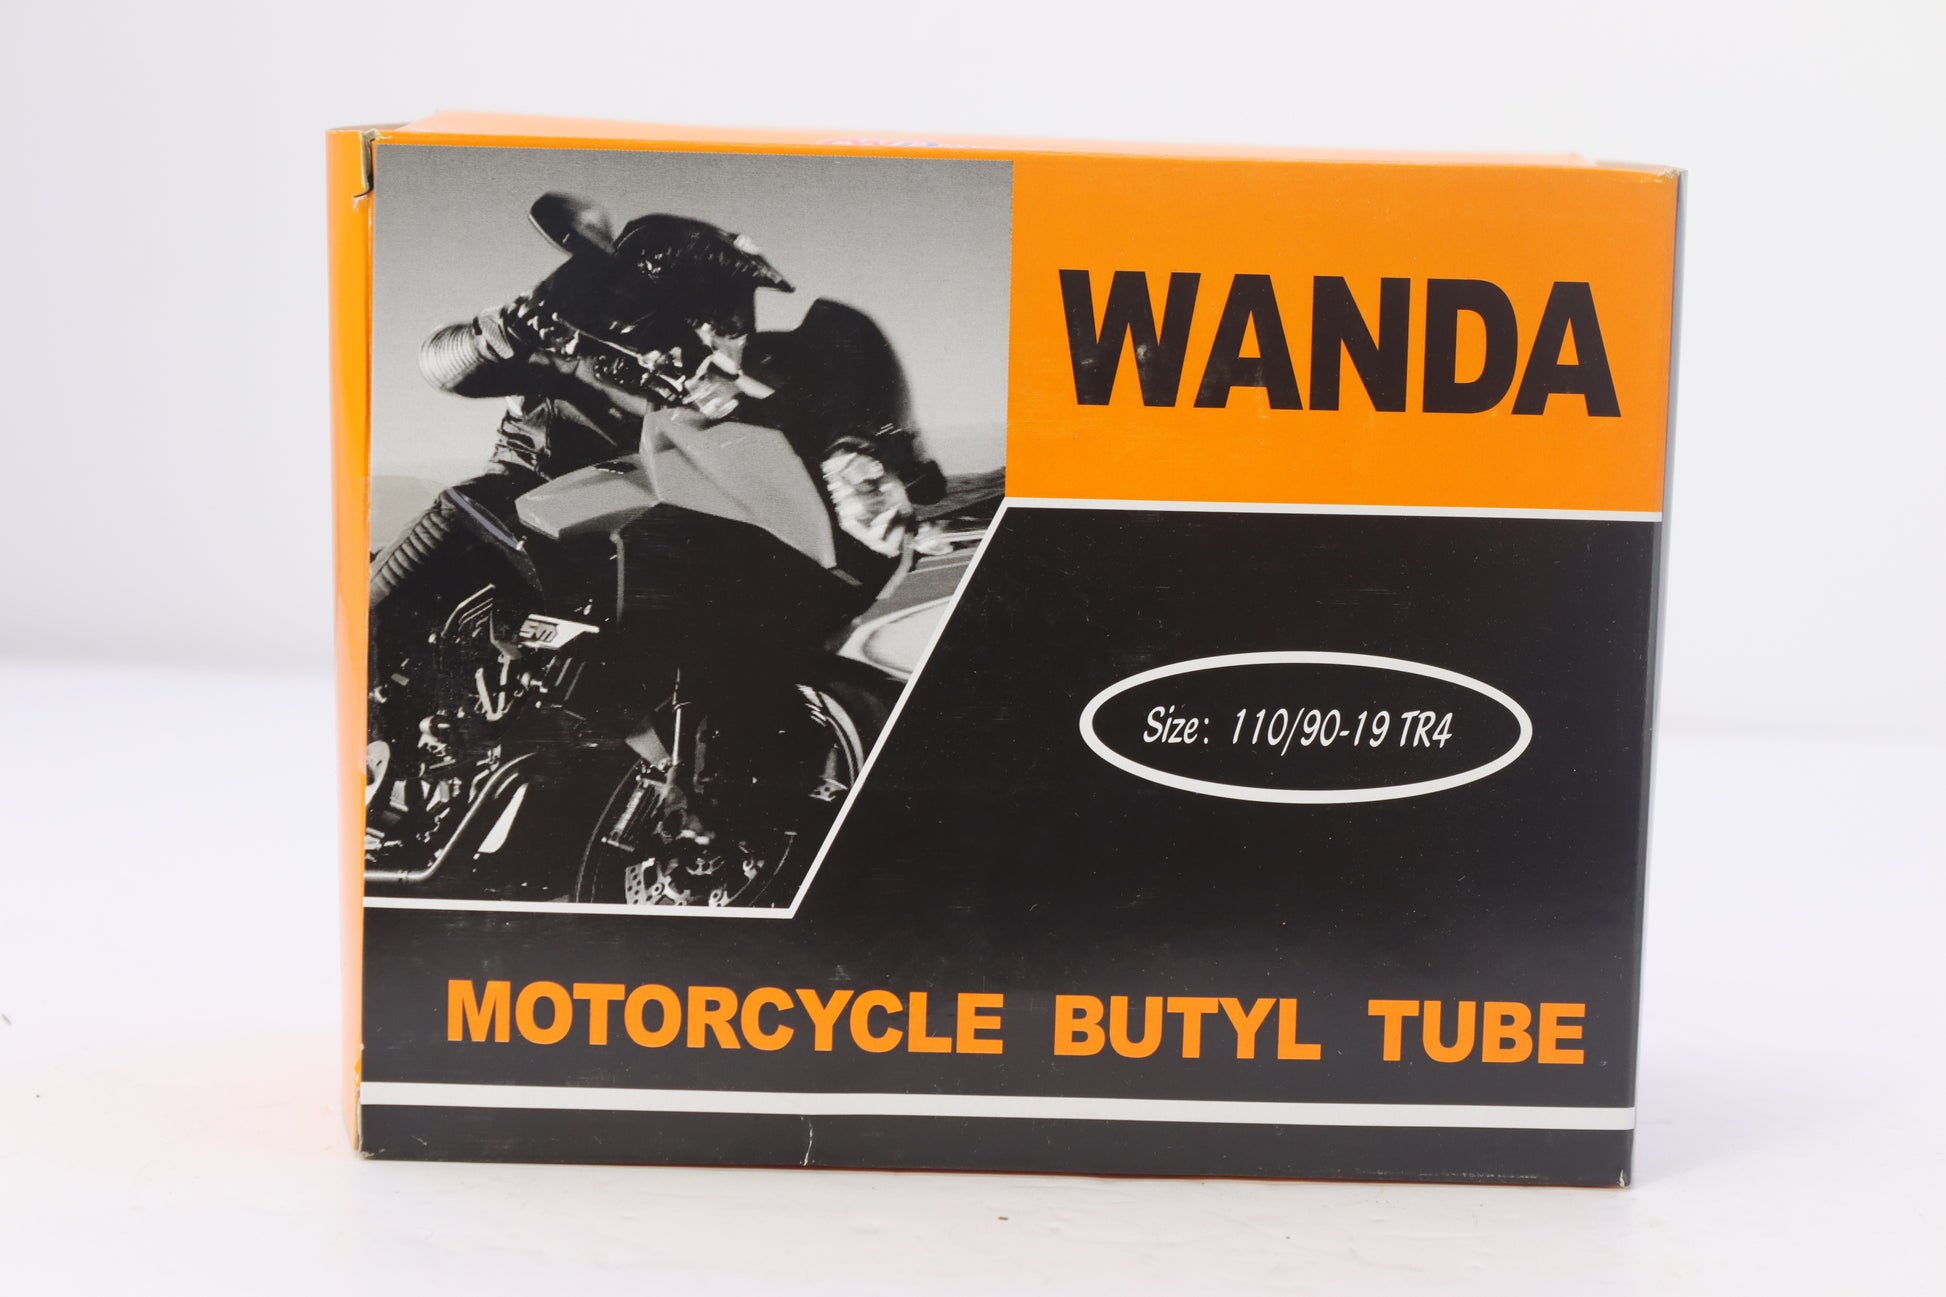 WANDA
Size: 110/90-19 TR4
MOTORCYCLE BUTYL TUBE